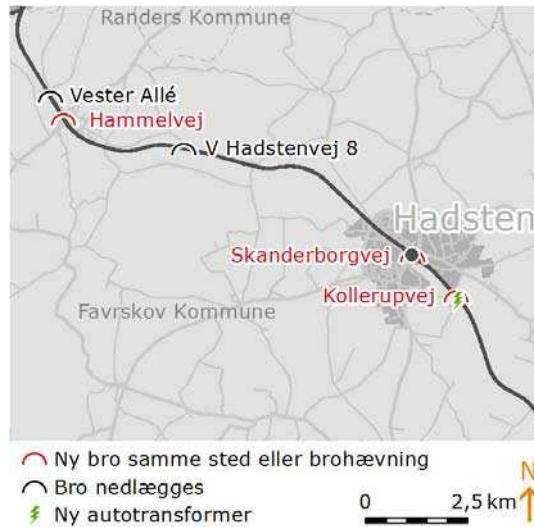 Randers Kommune
Vester Allé
Hammelvej
V Hadstenvej 8
Hadsten
Skanderborgvej
Kollerupvej
Favrskov Kommune
Ny bro samme sted eller brohævning
Bro nedlægges
Ny autotransformer
0 2,5 km
N